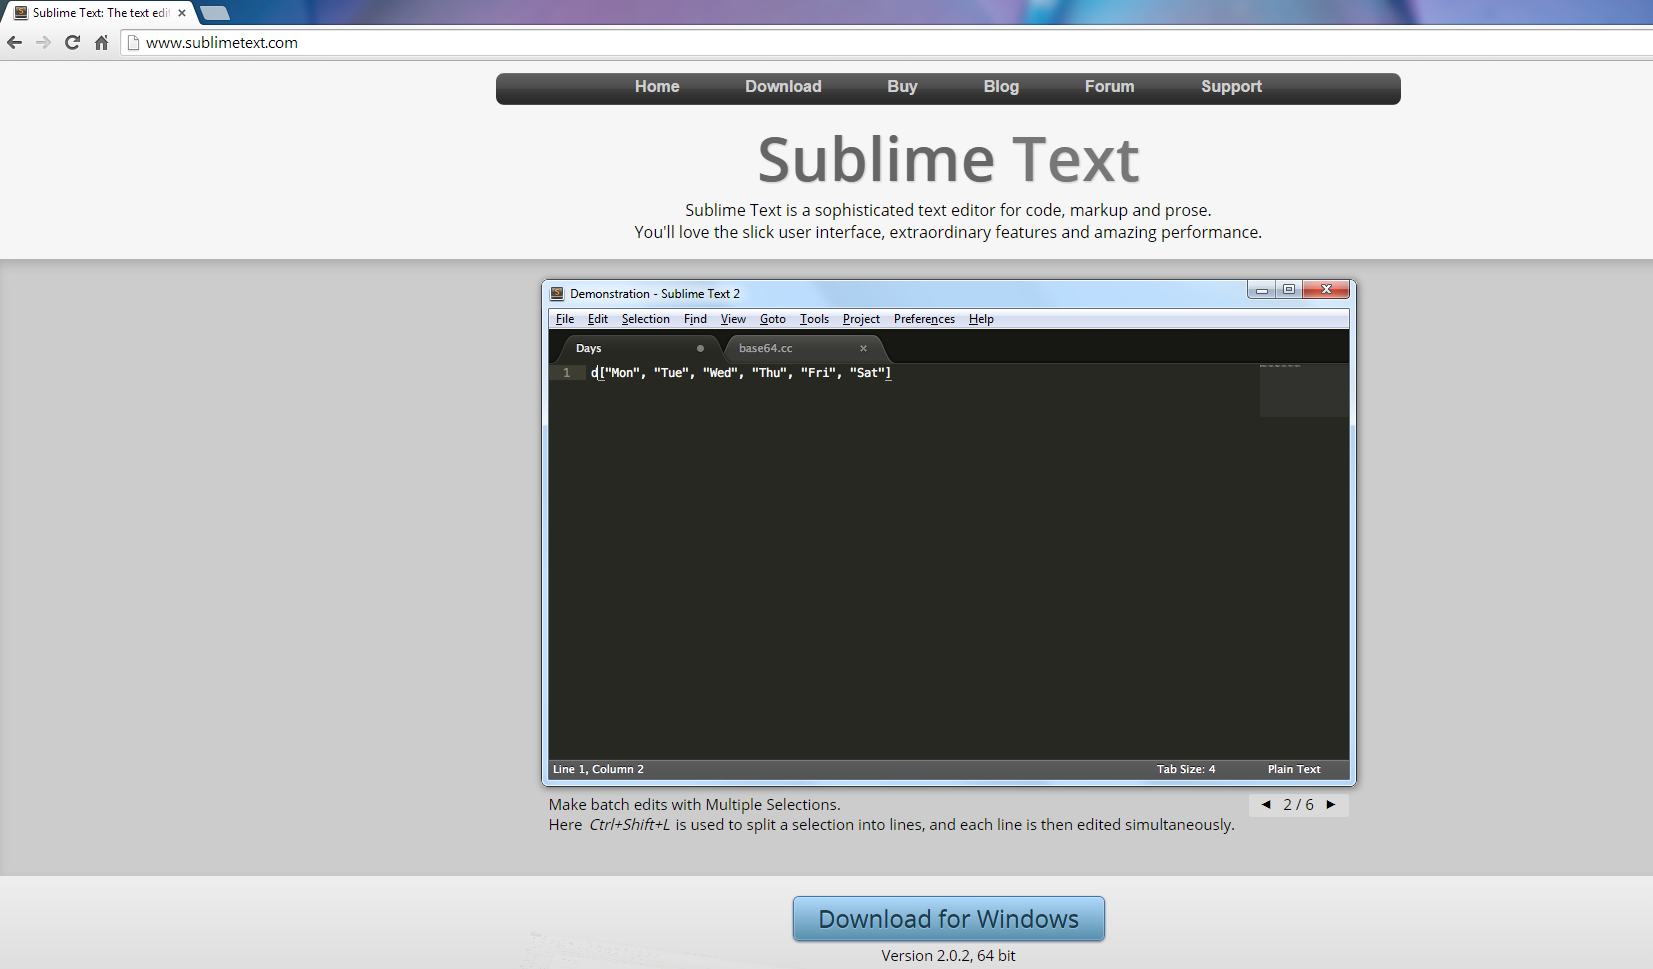 Sublime Text: The text edi
www.sublimetext.com
Home Download Buy Blog Forum Support
Sublime Text
Sublime Text is a sophisticated text editor for code, markup and prose.
You'll love the slick user interface, extraordinary features and amazing performance.
Demonstration - Sublime Text 2
File Edit Selection Find View Goto Tools Project Preferences Help
Days base64.cc
1 d["Mon", "Tue", "Wed", "Thu", "Fri", "Sat"]
Line 1, Column 2 Tab Size: 4 Plain Text
Make batch edits with Multiple Selections. ◄ 2 / 6 ►
Here Ctrl+Shift+L is used to split a selection into lines, and each line is then edited simultaneously.
Download for Windows
Version 2.0.2, 64 bit